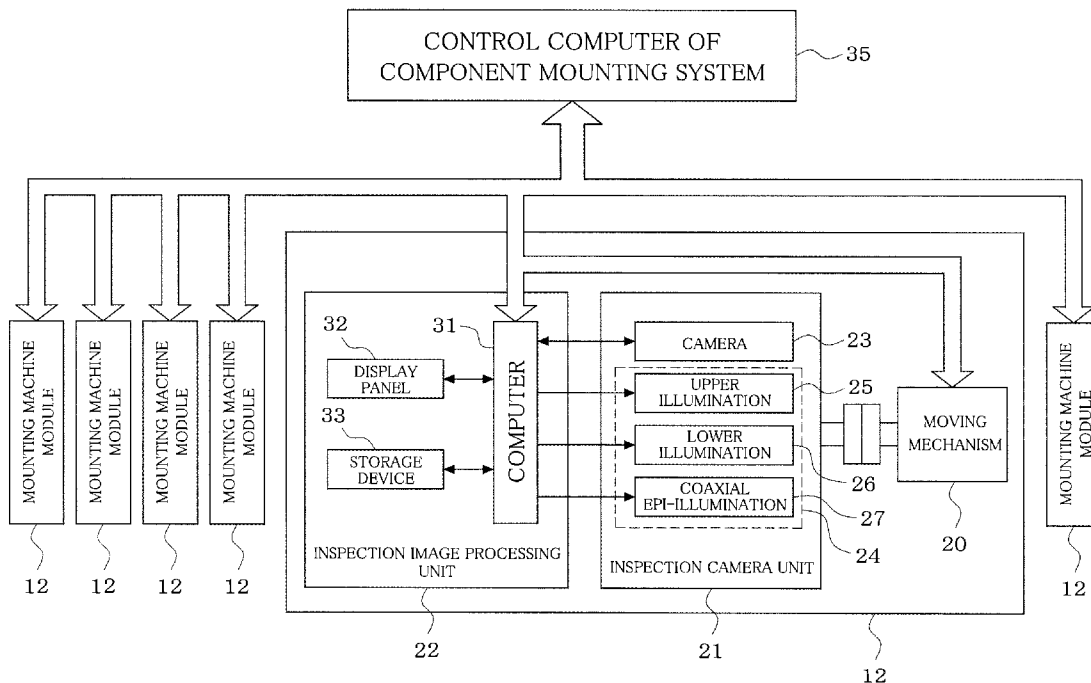 CONTROL COMPUTER OF
COMPONENT MOUNTING SYSTEM
35
MOUNTING MACHINE
MODULE
12
MOUNTING MACHINE
MODULE
12
MOUNTING MACHINE
MODULE
12
MOUNTING MACHINE
MODULE
12
32
DISPLAY
PANEL
33
STORAGE
DEVICE
31
COMPUTER
INSPECTION IMAGE PROCESSING
UNIT
22
CAMERA
23
UPPER
ILLUMINATION
25
LOWER
ILLUMINATION
26
COAXIAL
EPI-ILLUMINATION
27
24
INSPECTION CAMERA UNIT
21
MOVING
MECHANISM
20
12
MOUNTING MACHINE
MODULE
12